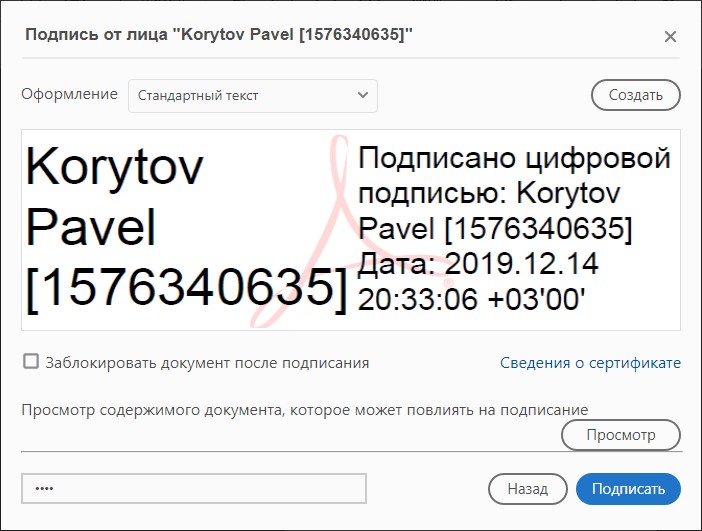 Подпись от лица "Korytov Pavel [1576340635]"
Оформление Стандартный текст Создать
Korytov
Pavel
[1576340635]
Подписано цифровой
подписью: Korytov
Pavel [1576340635]
Дата: 2019.12.14
20:33:06 +03'00'
Заблокировать документ после подписания Сведения о сертификате
Просмотр содержимого документа, которое может повлиять на подписание
Просмотр
•••• Назад Подписать